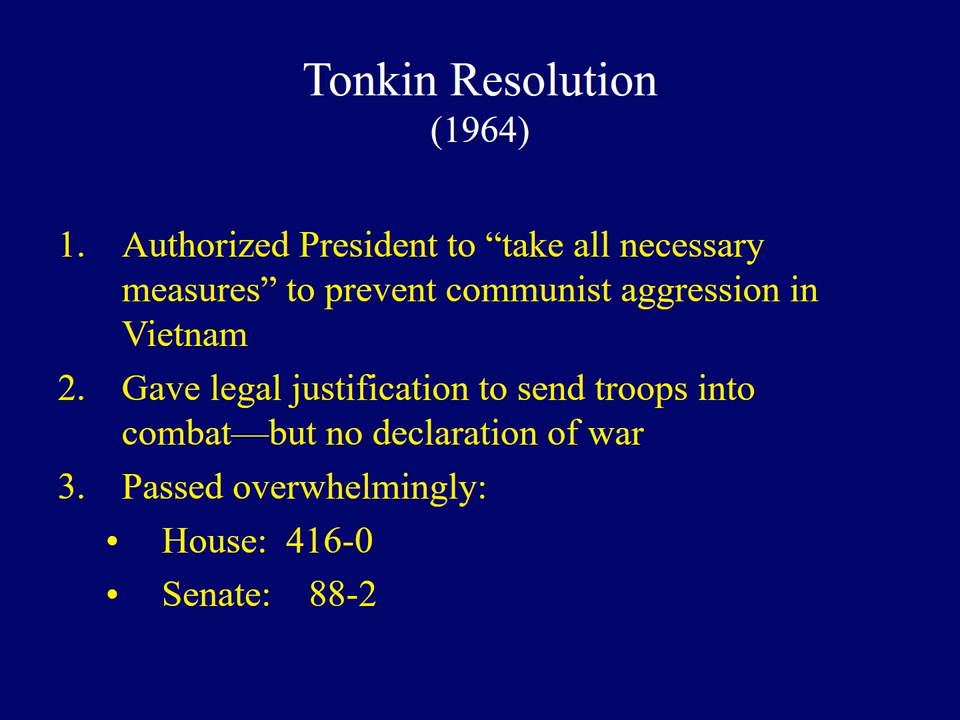 Tonkin Resolution
(1964)
1. Authorized President to “take all necessary
measures” to prevent communist aggression in
Vietnam
2. Gave legal justification to send troops into
combat—but no declaration of war
3. Passed overwhelmingly:
• House: 416-0
• Senate: 88-2